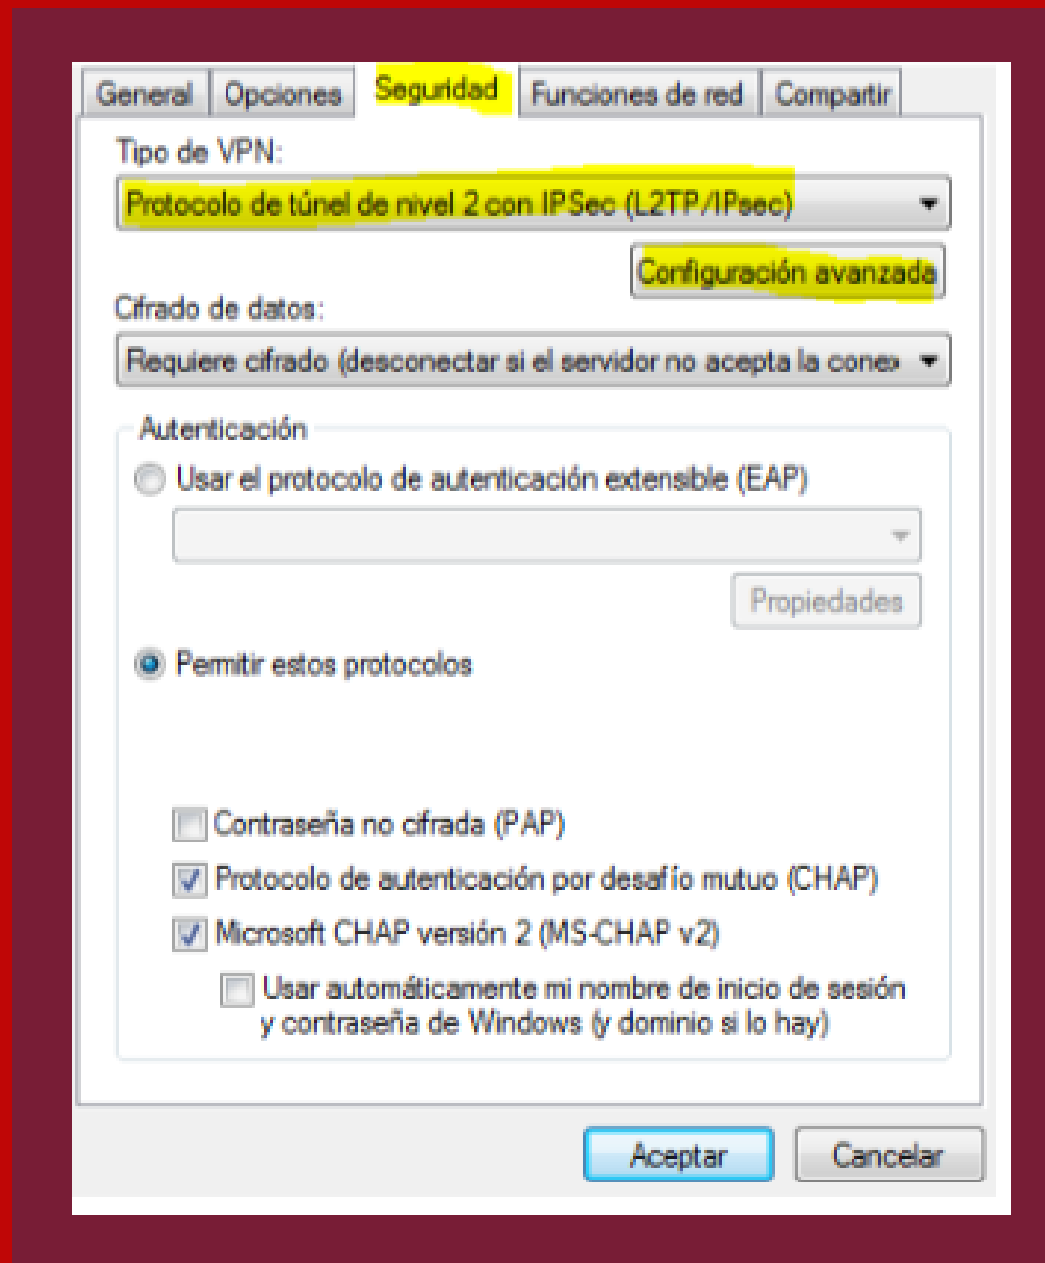 General Opciones Seguridad Funciones de red Compartir
Tipo de VPN:
Protocolo de túnel de nivel 2 con IPSec (L2TP/IPsec)
Configuración avanzada
Cifrado de datos:
Requiere cifrado (desconectar si el servidor no acepta la conex
Autenticación
Usar el protocolo de autenticación extensible (EAP)
Propiedades
Permitir estos protocolos
Contraseña no cifrada (PAP)
Protocolo de autenticación por desafío mutuo (CHAP)
Microsoft CHAP versión 2 (MS-CHAP v2)
Usar automáticamente mi nombre de inicio de sesión
y contraseña de Windows (y dominio si lo hay)
Aceptar Cancelar